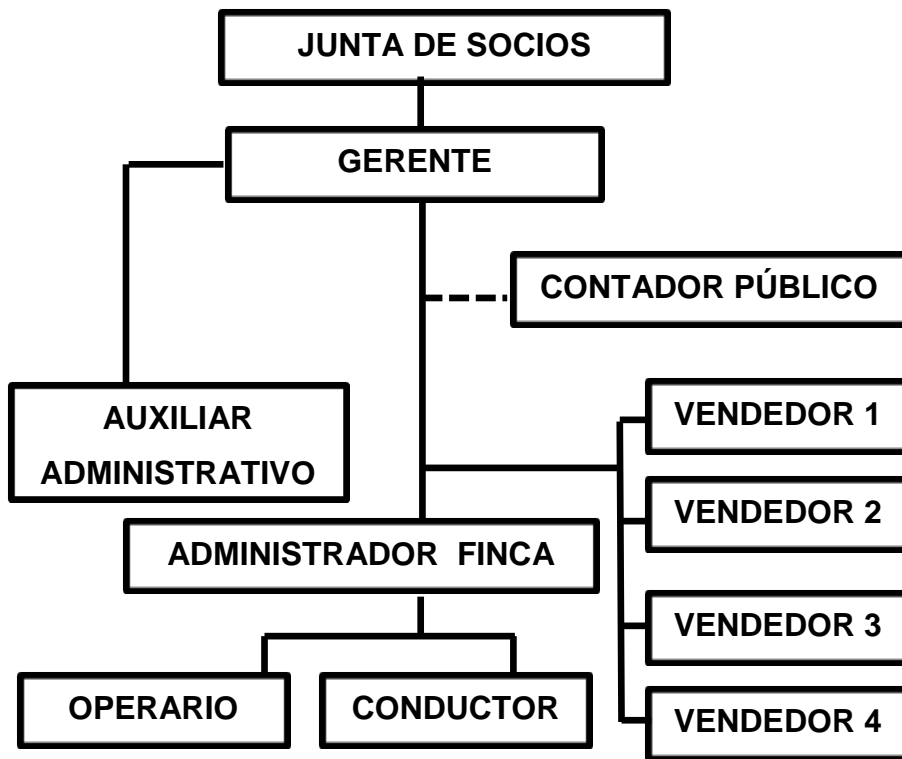 JUNTA DE SOCIOS
GERENTE
CONTADOR PÚBLICO
AUXILIAR
ADMINISTRATIVO
VENDEDOR 1
VENDEDOR 2
ADMINISTRADOR FINCA
VENDEDOR 3
OPERARIO
CONDUCTOR
VENDEDOR 4